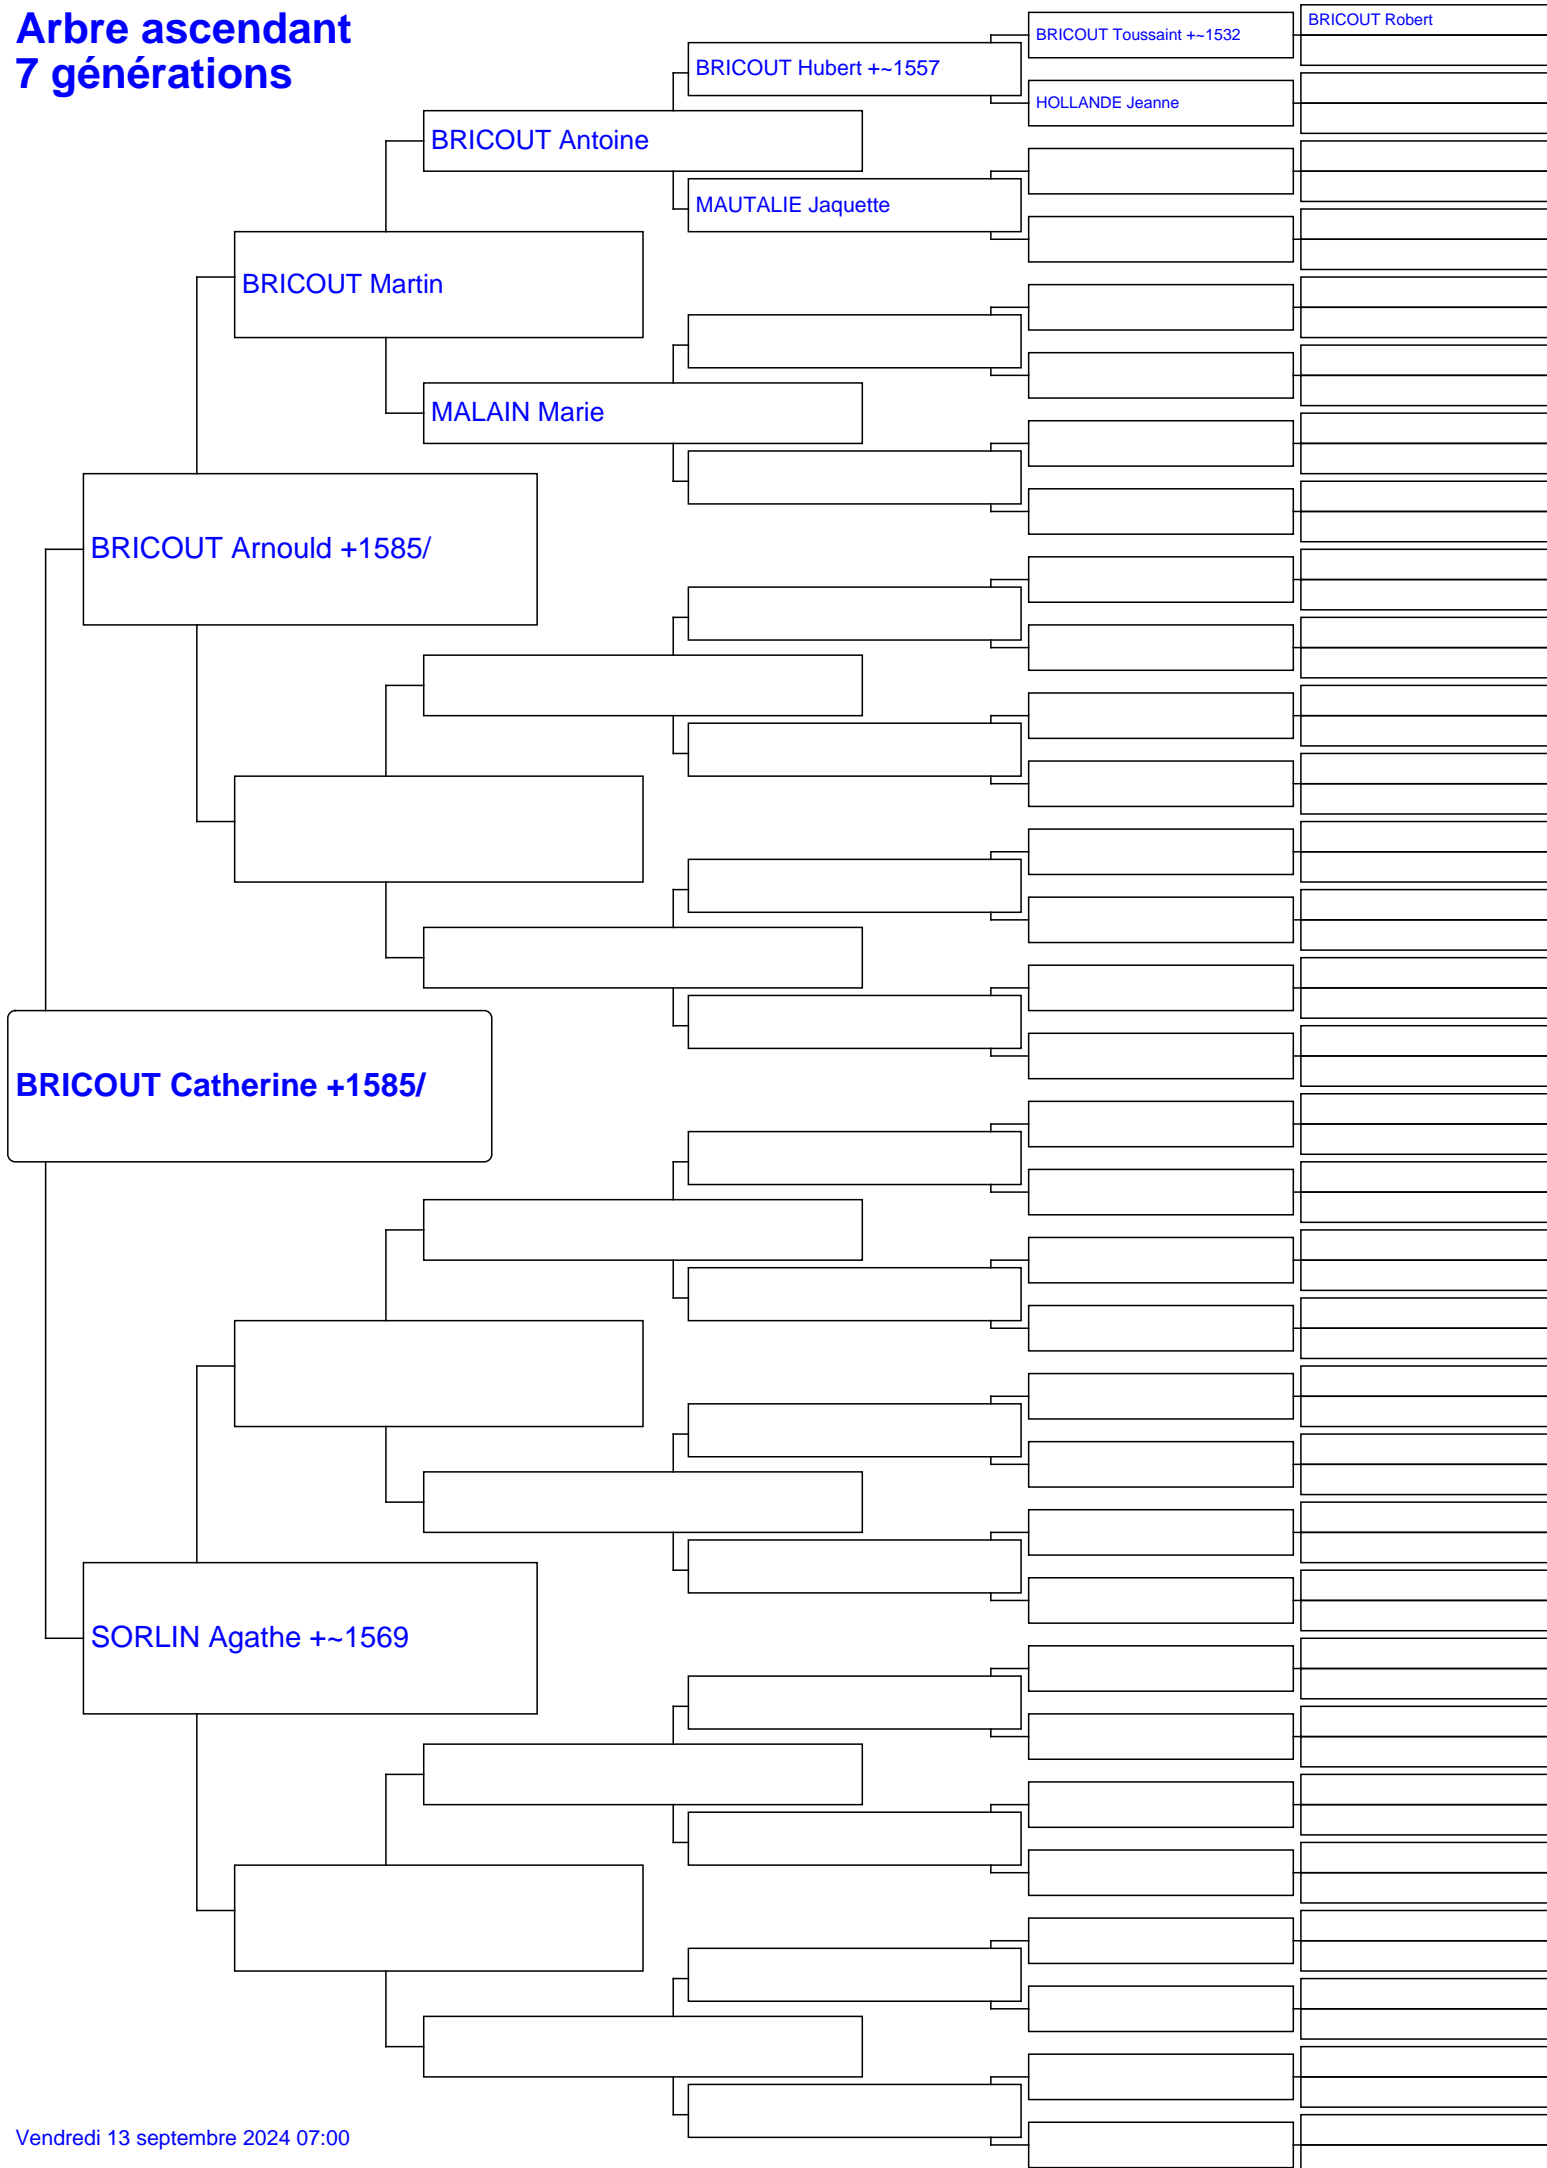 Arbre ascendant
7 générations
BRICOUT Robert
BRICOUT Toussaint +~1532
BRICOUT Hubert +~1557
HOLLANDE Jeanne
BRICOUT Antoine
MAUTALIE Jaquette
BRICOUT Martin
MALAIN Marie
BRICOUT Arnould +1585/
BRICOUT Catherine +1585/
SORLIN Agathe +~1569
Vendredi 13 septembre 2024 07:00